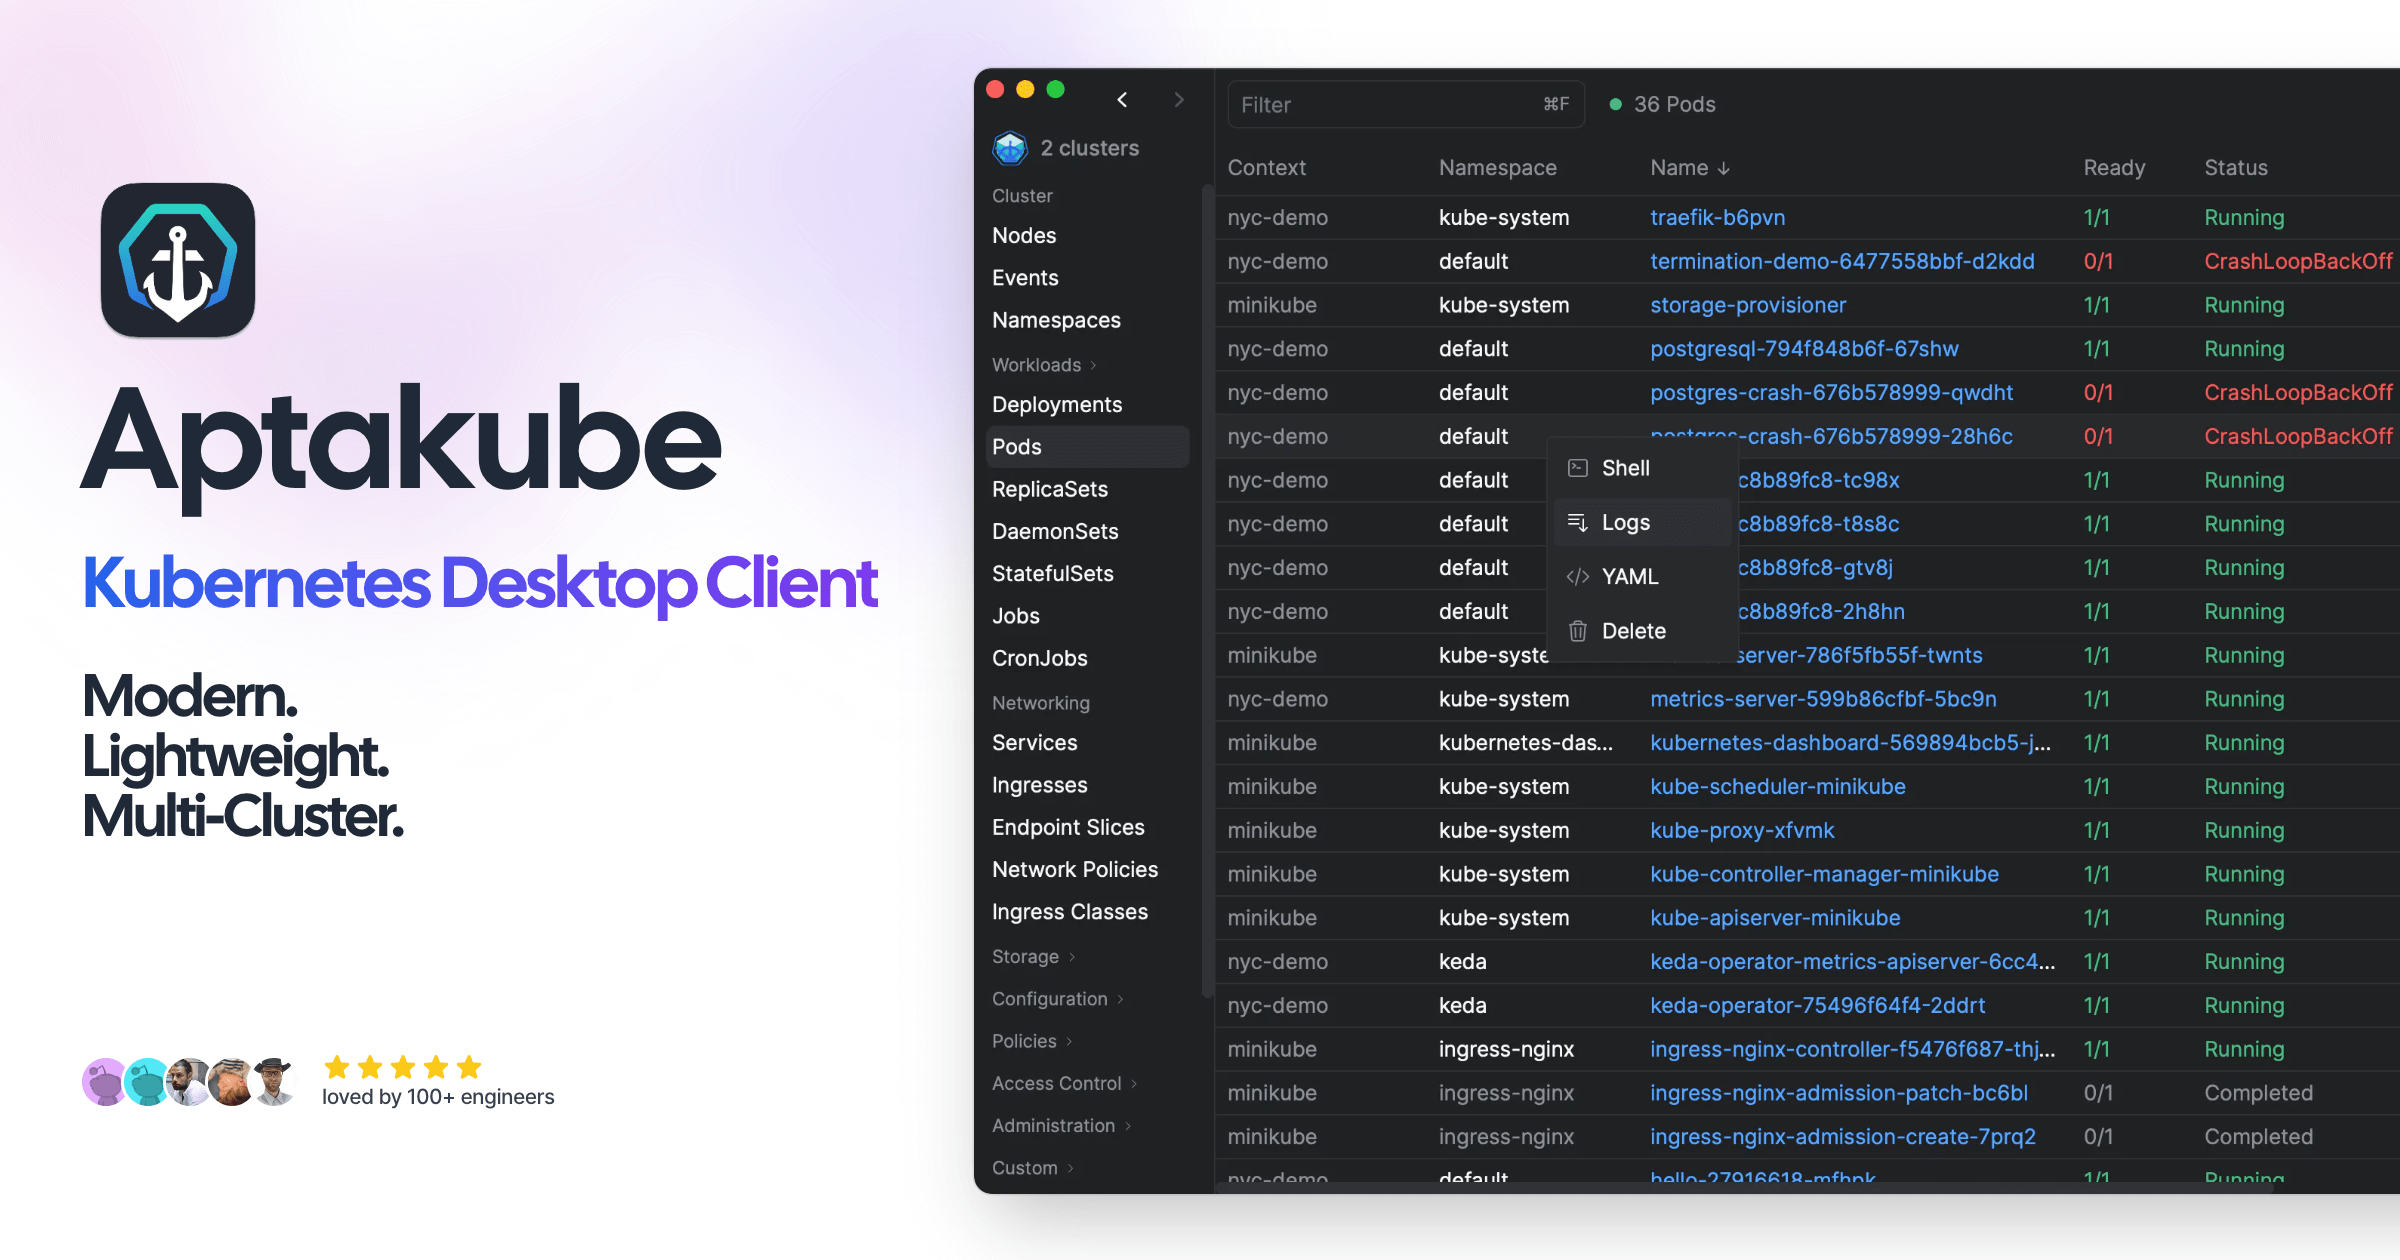 Aptakube
Kubernetes Desktop Client
Modern.
Lightweight.
Multi-Cluster.
loved by 100+ engineers
2 clusters
Cluster
Nodes
Events
Namespaces
Workloads
Deployments
Pods
ReplicaSets
DaemonSets
StatefulSets
Jobs
CronJobs
Networking
Services
Ingresses
Endpoint Slices
Network Policies
Ingress Classes
Storage
Configuration
Policies
Access Control
Administration
Custom
Filter ⌘F 36 Pods
Context Namespace Name ↓ Ready Status
nyc-demo kube-system traefik-b6pvn 1/1 Running
nyc-demo default termination-demo-6477558bbf-d2kdd 0/1 CrashLoopBackOff
minikube kube-system storage-provisioner 1/1 Running
nyc-demo default postgresql-794f848b6f-67shw 1/1 Running
nyc-demo default postgres-crash-676b578999-qwdht 0/1 CrashLoopBackOff
nyc-demo default postgres-crash-676b578999-28h6c 0/1 CrashLoopBackOff
nyc-demo default c8b89fc8-tc98x 1/1 Running
nyc-demo default c8b89fc8-t8s8c 1/1 Running
nyc-demo default c8b89fc8-gtv8j 1/1 Running
nyc-demo default c8b89fc8-2h8hn 1/1 Running
minikube kube-syste server-786f5fb55f-twnts 1/1 Running
nyc-demo kube-system metrics-server-599b86cfbf-5bc9n 1/1 Running
minikube kubernetes-das... kubernetes-dashboard-569894bcb5-j... 1/1 Running
minikube kube-system kube-scheduler-minikube 1/1 Running
minikube kube-system kube-proxy-xfvmk 1/1 Running
minikube kube-system kube-controller-manager-minikube 1/1 Running
minikube kube-system kube-apiserver-minikube 1/1 Running
nyc-demo keda keda-operator-metrics-apiserver-6cc4... 1/1 Running
nyc-demo keda keda-operator-75496f64f4-2ddrt 1/1 Running
minikube ingress-nginx ingress-nginx-controller-f5476f687-thj... 1/1 Running
minikube ingress-nginx ingress-nginx-admission-patch-bc6bl 0/1 Completed
minikube ingress-nginx ingress-nginx-admission-create-7prq2 0/1 Completed
nyc-demo default hello-27916618-mfhpk 1/1 Running
Shell
Logs
YAML
Delete